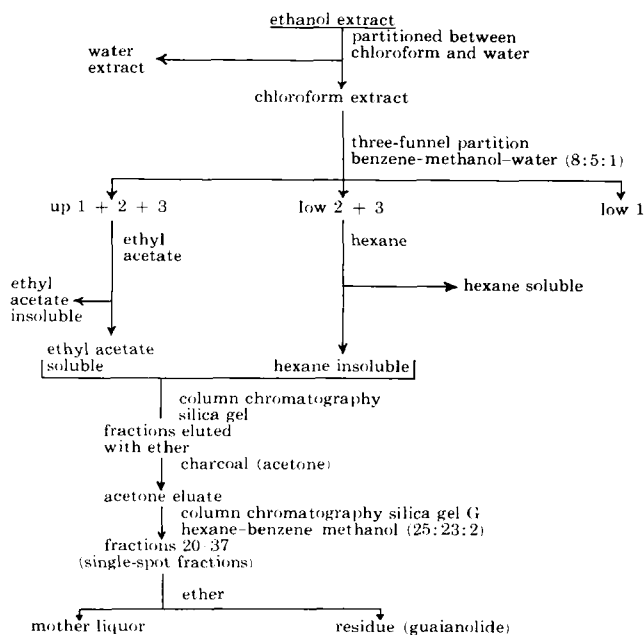 ethanol extract
partitioned between
chloroform and water
water
extract
chloroform extract
three-funnel partition
benzene-methanol-water (8:5:1)
up 1 + 2 + 3
low 2 + 3
low 1
ethyl
acetate
hexane
ethyl
acetate
insoluble
hexane soluble
ethyl acetate
soluble
hexane insoluble
column chromatography
silica gel
fractions eluted
with ether
charcoal (acetone)
acetone eluate
column chromatography silica gel G
hexane-benzene methanol (25:23:2)
fractions 20-37
(single-spot fractions)
ether
mother liquor
residue (guaianolide)